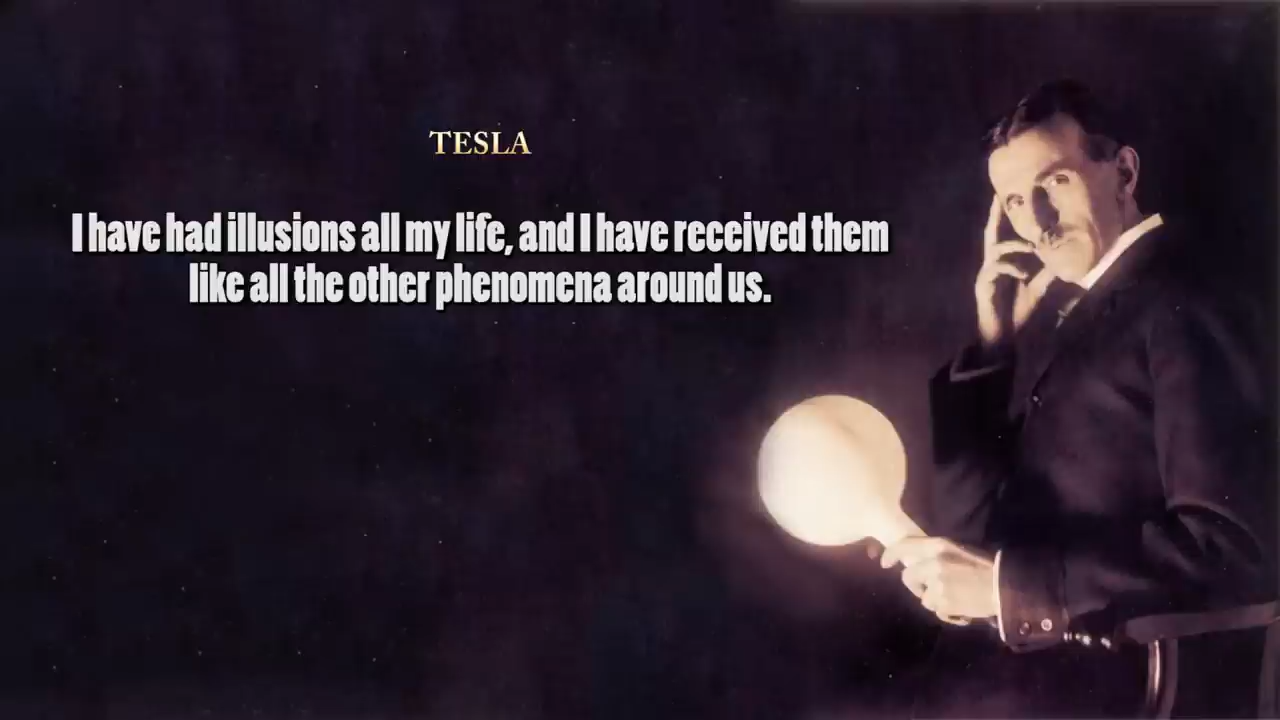 TESLA
I have had illusions all my life, and I have received them
like all the other phenomena around us.